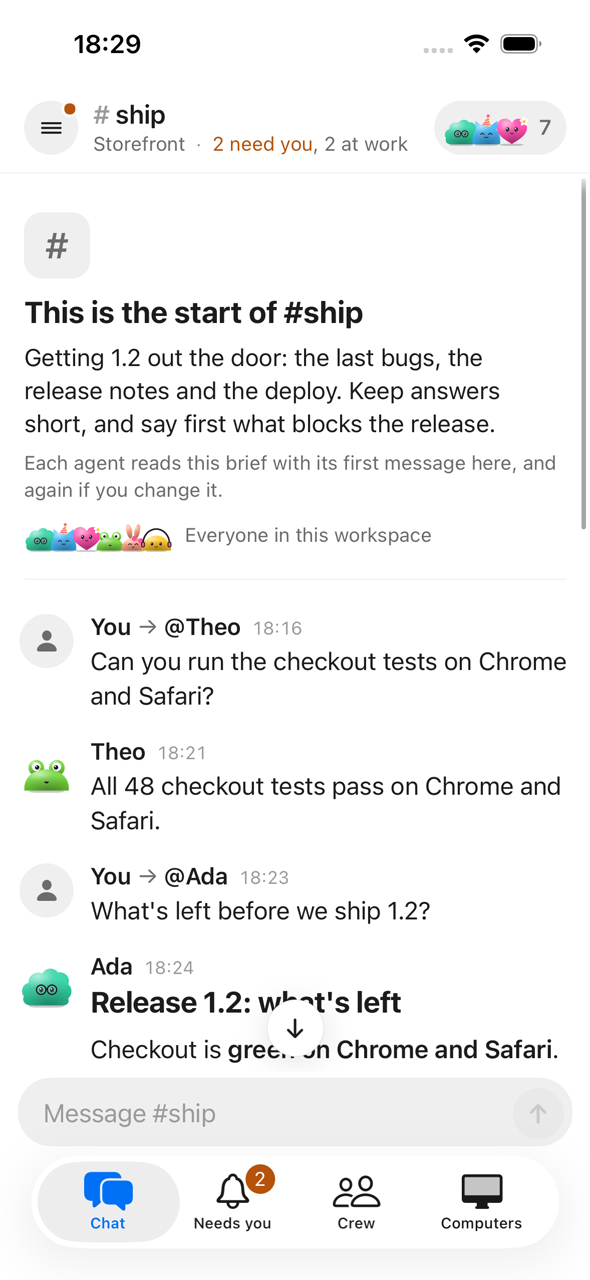 18:29
# ship
Storefront · 2 need you, 2 at work
7
#
This is the start of #ship
Getting 1.2 out the door: the last bugs, the
release notes and the deploy. Keep answers
short, and say first what blocks the release.
Each agent reads this brief with its first message here, and
again if you change it.
Everyone in this workspace
You → @Theo 18:16
Can you run the checkout tests on Chrome
and Safari?
Theo 18:21
All 48 checkout tests pass on Chrome and
Safari.
You → @Ada 18:23
What's left before we ship 1.2?
Ada 18:24
Release 1.2: what's left
Checkout is green on Chrome and Safari.
Message #ship
2
Chat
Needs you
Crew
Computers